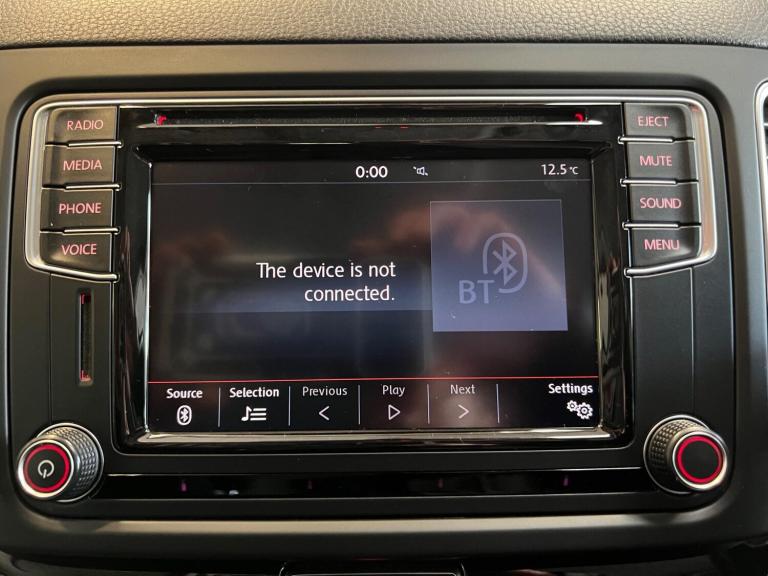 RADIO
MEDIA
PHONE
VOICE
EJECT
MUTE
SOUND
MENU
0:00
12.5°C
The device is not
connected.
BT
Source
Selection
Previous
Play
Next
Settings